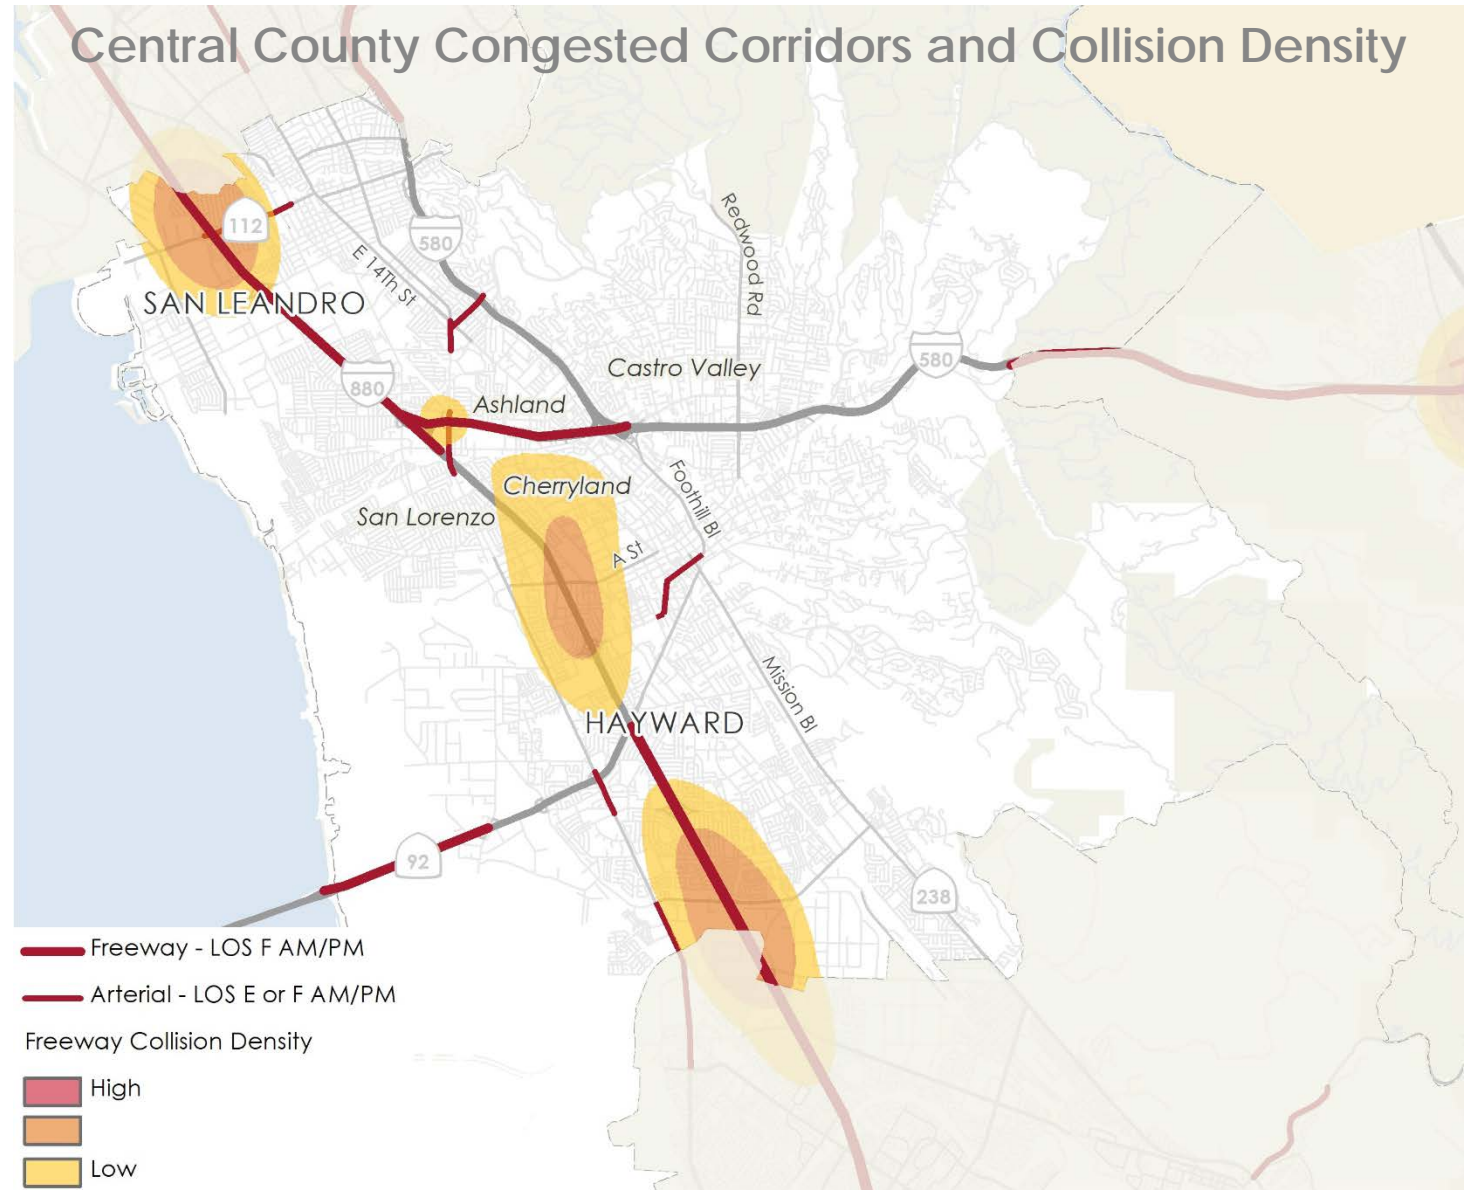 Central County Congested Corridors and Collision Density
112
580
E 14Th St
Redwood Rd
SAN LEANDRO
880
580
Castro Valley
Ashland
Cherryland
San Lorenzo
Foothill Bl
A St
Mission Bl
HAYWARD
92
238
Freeway - LOS F AM/PM
Arterial - LOS E or F AM/PM
Freeway Collision Density
High
Low